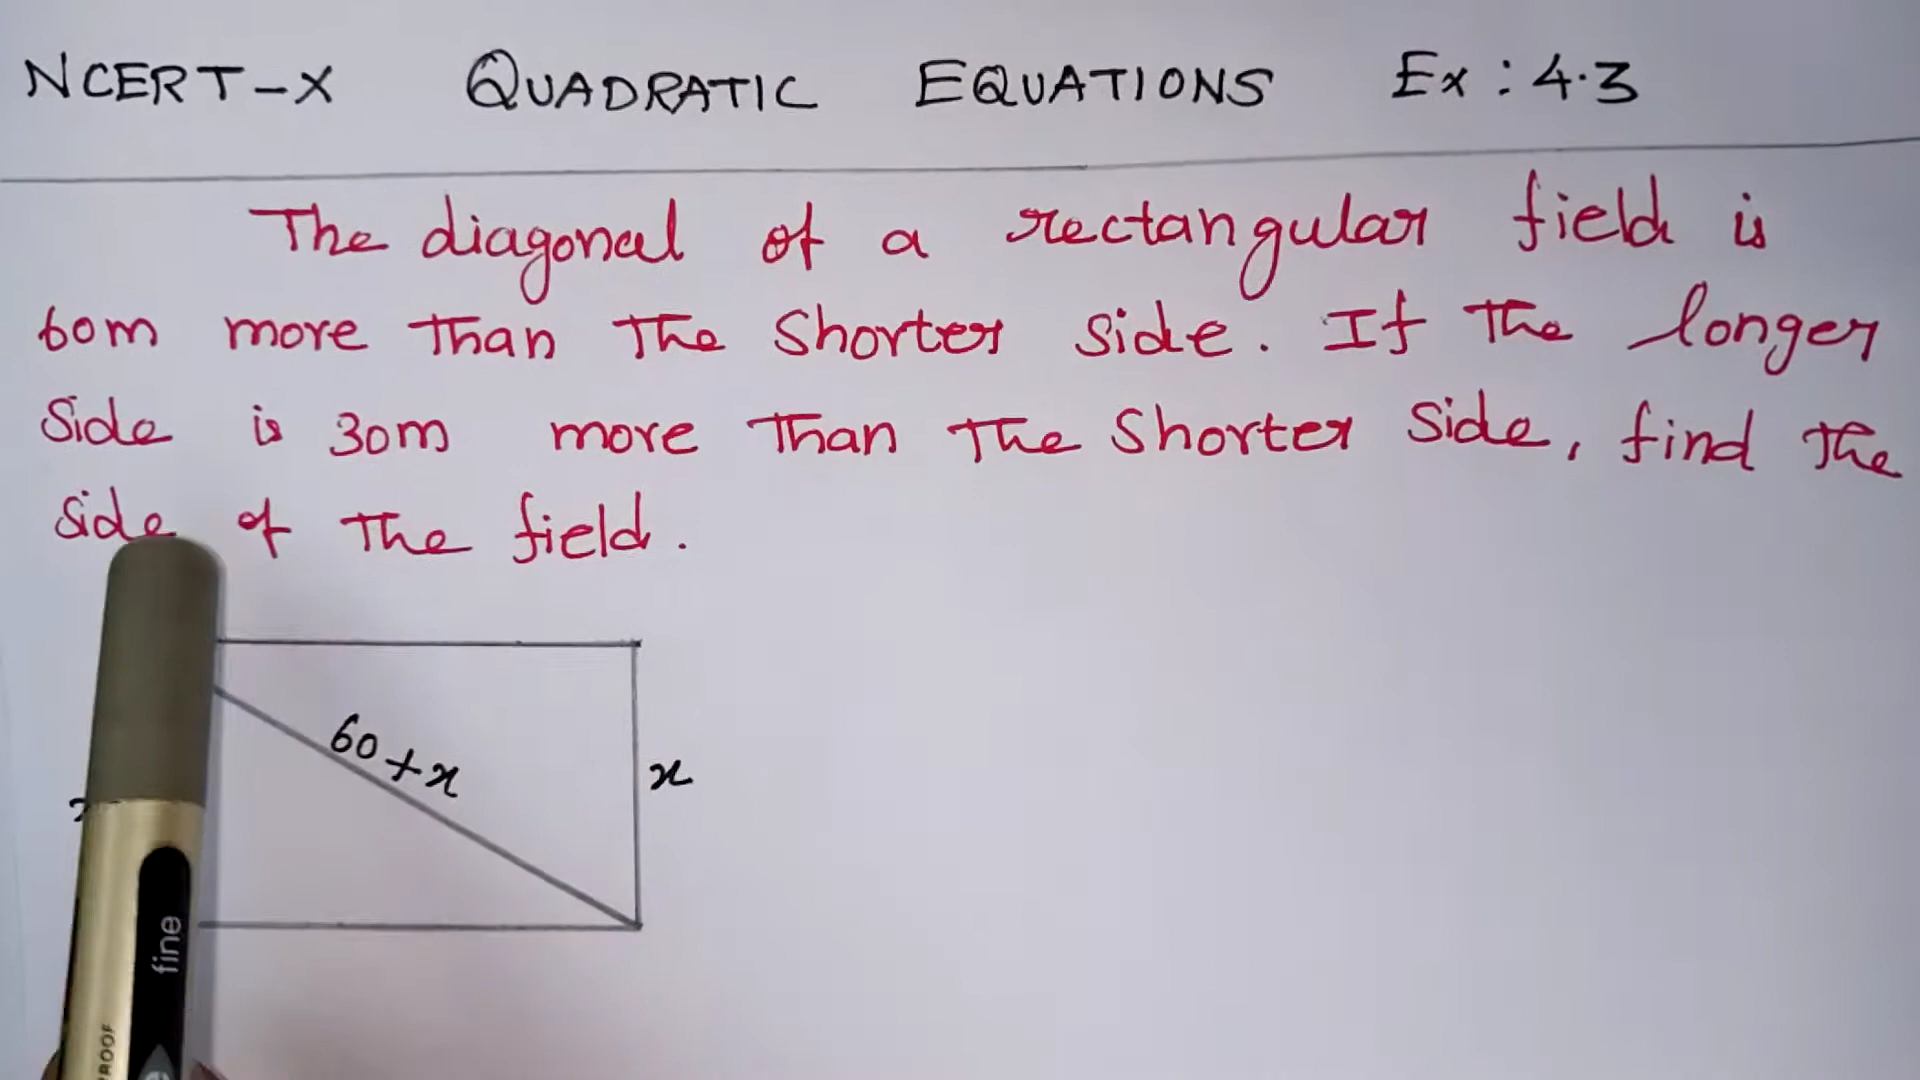 NCERT-X QUADRATIC EQUATIONS Ex : 4.3
The diagonal of a rectangular field is
60m more than the shorter side. If the longer
side is 30m more than the shorter side, find the
side of the field.
60+x
x
fine
PROOF